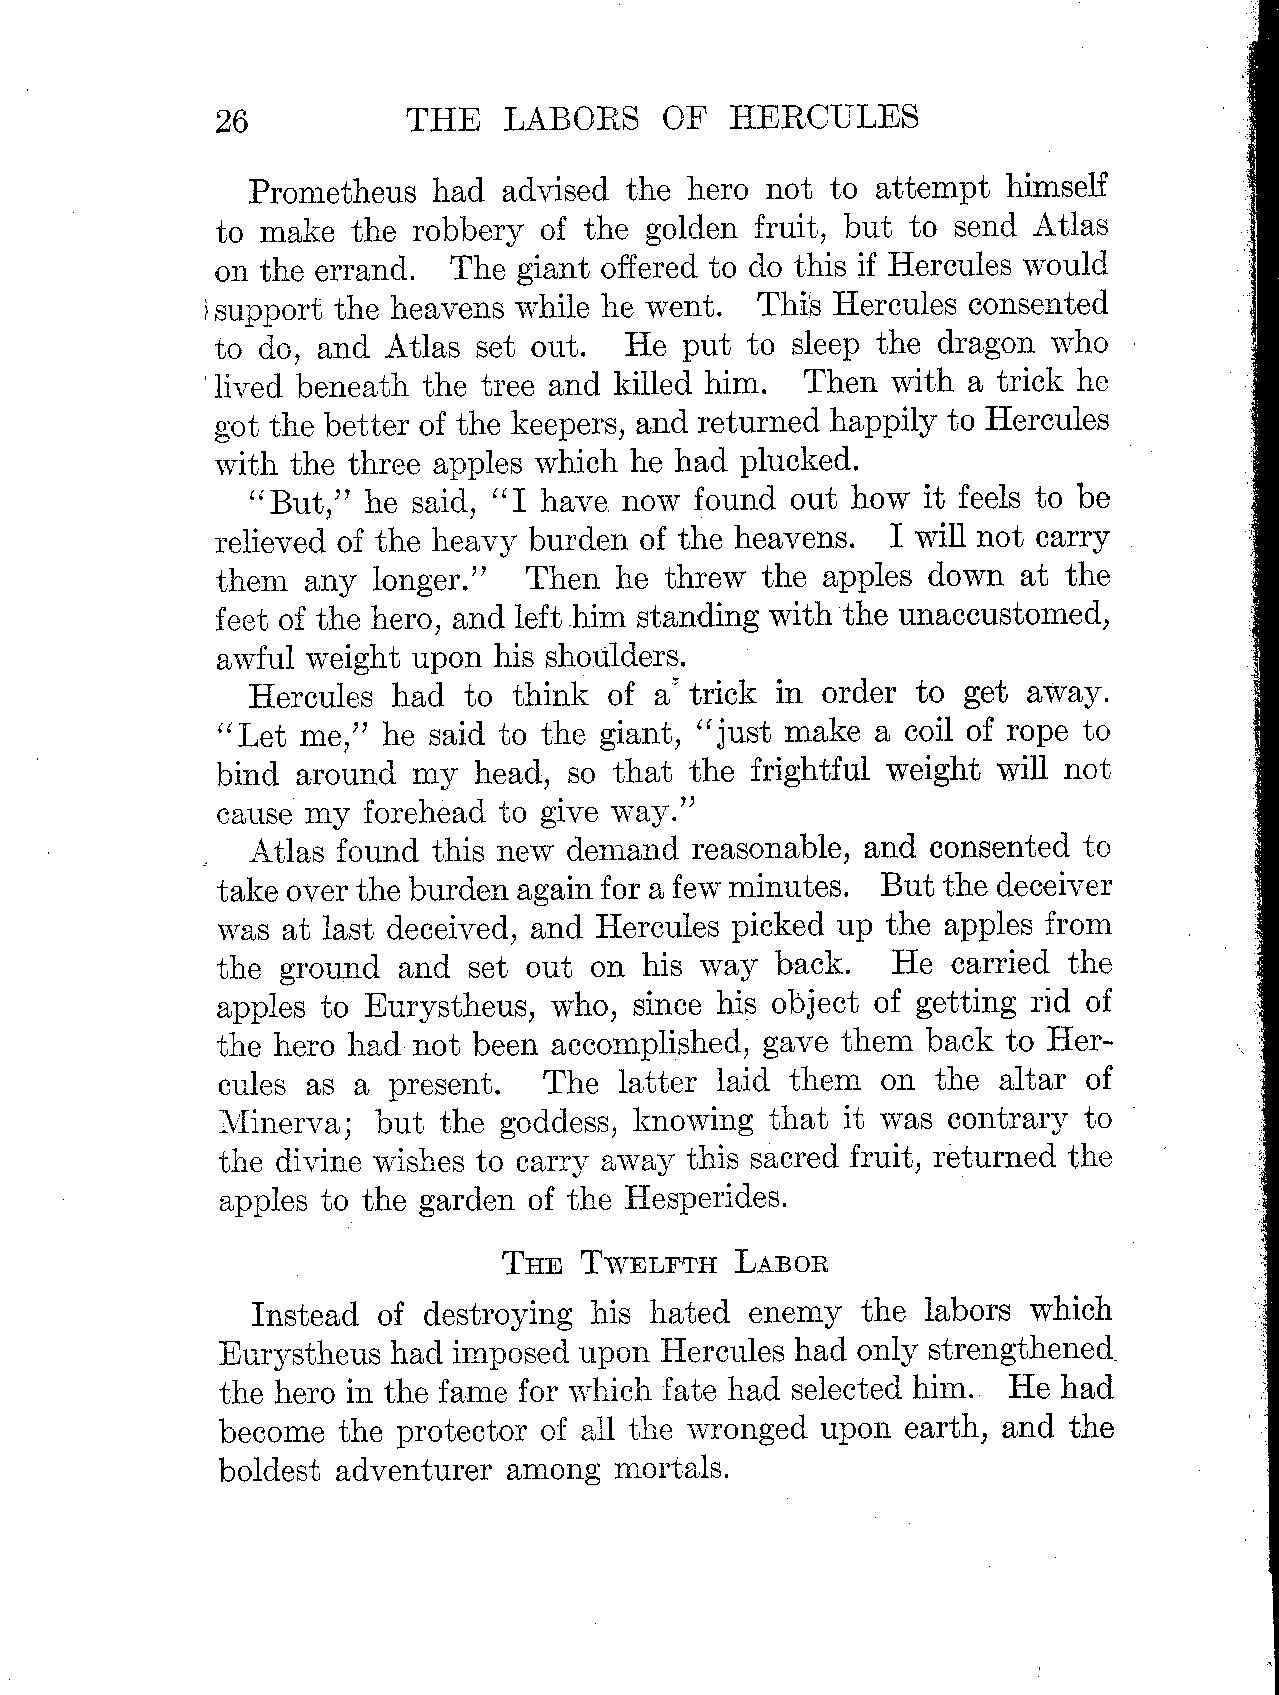 26 THE LABORS OF HERCULES
Prometheus had advised the hero not to attempt himself
to make the robbery of the golden fruit, but to send Atlas
on the errand. The giant offered to do this if Hercules would
support the heavens while he went. This Hercules consented
to do, and Atlas set out. He put to sleep the dragon who
lived beneath the tree and killed him. Then with a trick he
got the better of the keepers, and returned happily to Hercules
with the three apples which he had plucked.
"But," he said, "I have now found out how it feels to be
relieved of the heavy burden of the heavens. I will not carry
them any longer." Then he threw the apples down at the
feet of the hero, and left him standing with the unaccustomed,
awful weight upon his shoulders.
Hercules had to think of a trick in order to get away.
"Let me," he said to the giant, "just make a coil of rope to
bind around my head, so that the frightful weight will not
cause my forehead to give way."
Atlas found this new demand reasonable, and consented to
take over the burden again for a few minutes. But the deceiver
was at last deceived, and Hercules picked up the apples from
the ground and set out on his way back. He carried the
apples to Eurystheus, who, since his object of getting rid of
the hero had not been accomplished, gave them back to Her-
cules as a present. The latter laid them on the altar of
Minerva; but the goddess, knowing that it was contrary to
the divine wishes to carry away this sacred fruit, returned the
apples to the garden of the Hesperides.
THE TWELFTH LABOR
Instead of destroying his hated enemy the labors which
Eurystheus had imposed upon Hercules had only strengthened
the hero in the fame for which fate had selected him. He had
become the protector of all the wronged upon earth, and the
boldest adventurer among mortals.